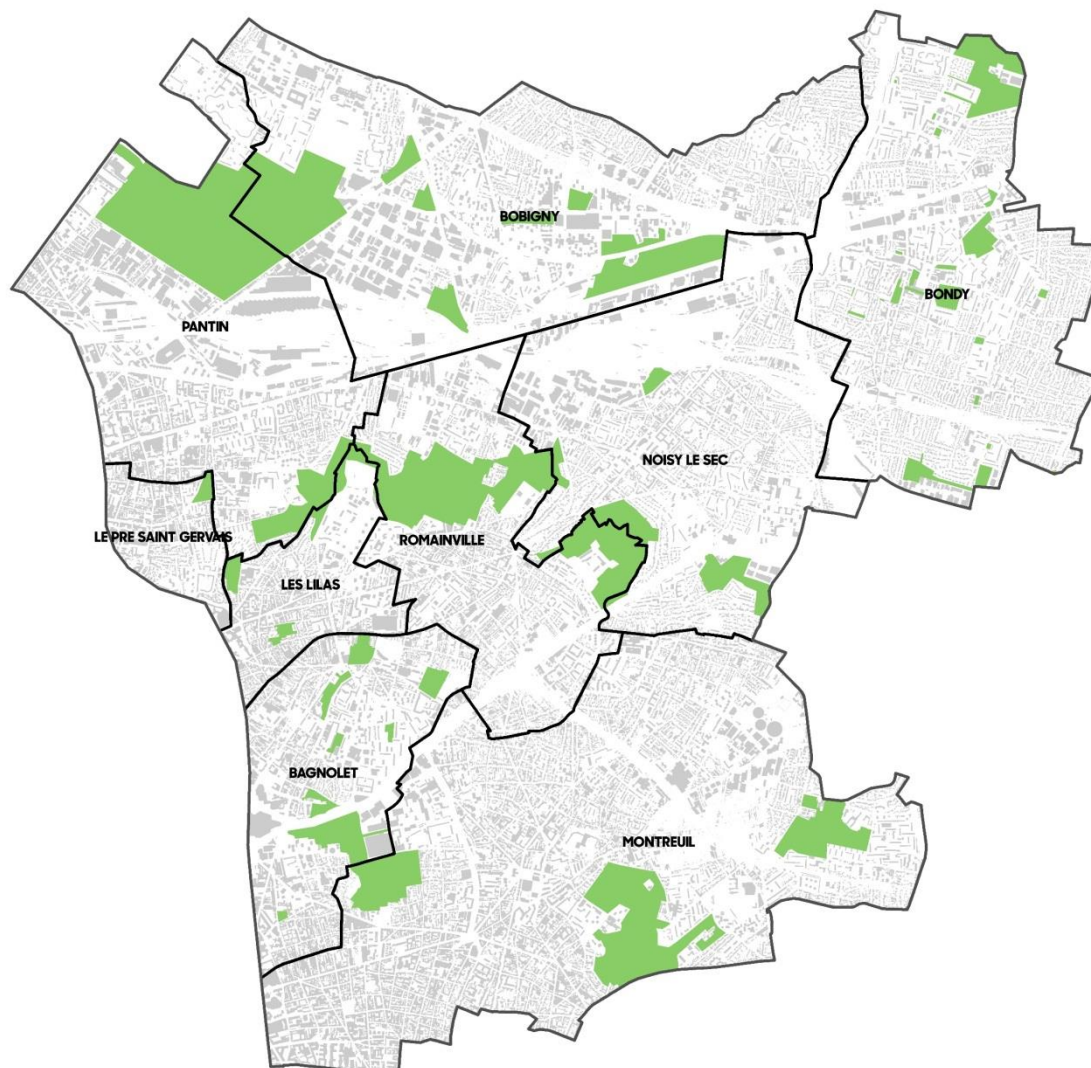 BOBIGNY
BONDY
PANTIN
NOISY LE SEC
LE PRE SAINT GERVAIS
ROMAINVILLE
LES LILAS
BAGNOLET
MONTREUIL